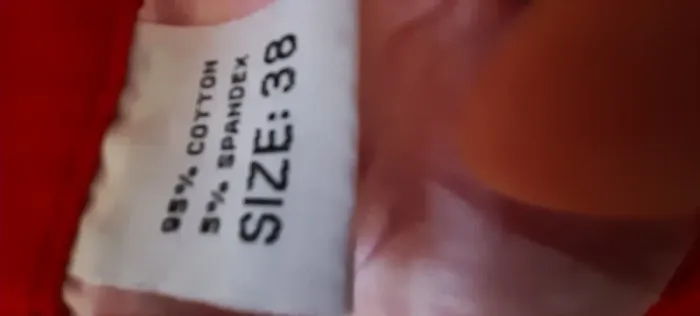 95% COTTON
5% SPANDEX
SIZE: 38